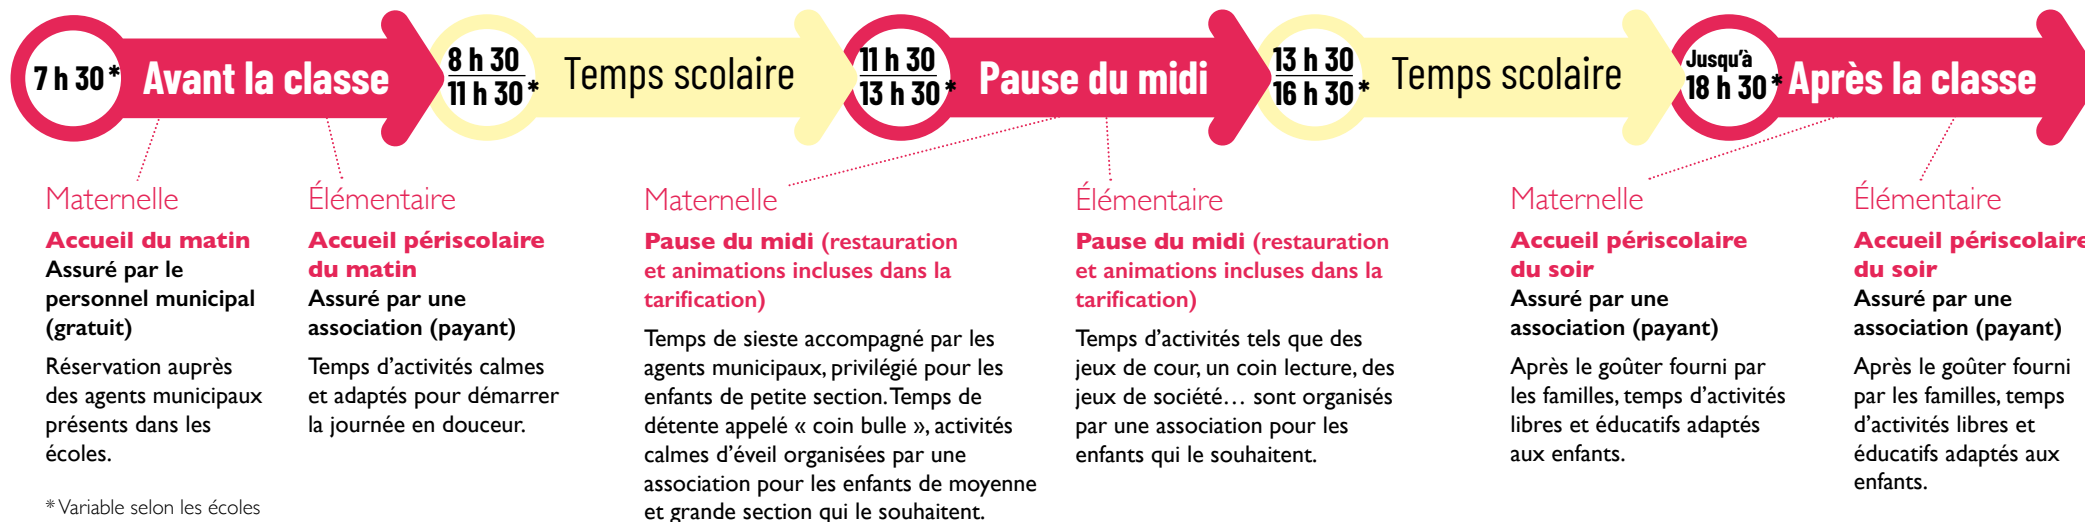 7 h 30*
Avant la classe
8 h 30
11 h 30*
Temps scolaire
11 h 30
13 h 30*
Pause du midi
13 h 30
16 h 30*
Temps scolaire
Jusqu’à
18 h 30*
Après la classe
Maternelle
Accueil du matin
Assuré par le
personnel municipal
(gratuit)
Réservation auprès
des agents municipaux
présents dans les
écoles.
Élémentaire
Accueil périscolaire
du matin
Assuré par une
association (payant)
Temps d’activités calmes
et adaptés pour démarrer
la journée en douceur.
Maternelle
Pause du midi (restauration
et animations incluses dans la
tarification)
Temps de sieste accompagné par les
agents municipaux, privilégié pour les
enfants de petite section. Temps de
détente appelé « coin bulle », activités
calmes d’éveil organisées par une
association pour les enfants de moyenne
et grande section qui le souhaitent.
Élémentaire
Pause du midi (restauration
et animations incluses dans la
tarification)
Temps d’activités tels que des
jeux de cour, un coin lecture, des
jeux de société… sont organisés
par une association pour les
enfants qui le souhaitent.
Maternelle
Accueil périscolaire
du soir
Assuré par une
association (payant)
Après le goûter fourni par
les familles, temps d’activités
libres et éducatifs adaptés
aux enfants.
Élémentaire
Accueil périscolaire
du soir
Assuré par une
association (payant)
Après le goûter fourni
par les familles, temps
d’activités libres et
éducatifs adaptés aux
enfants.
* Variable selon les écoles